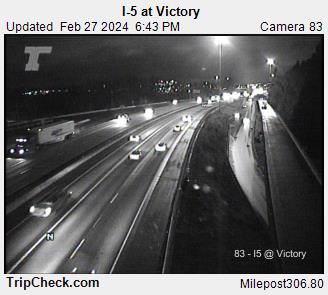 I-5 at Victory
Updated Feb 27 2024 6:43 PM Camera 83
T
N
83 - I5 @ Victory
TripCheck.com Milepost306.80